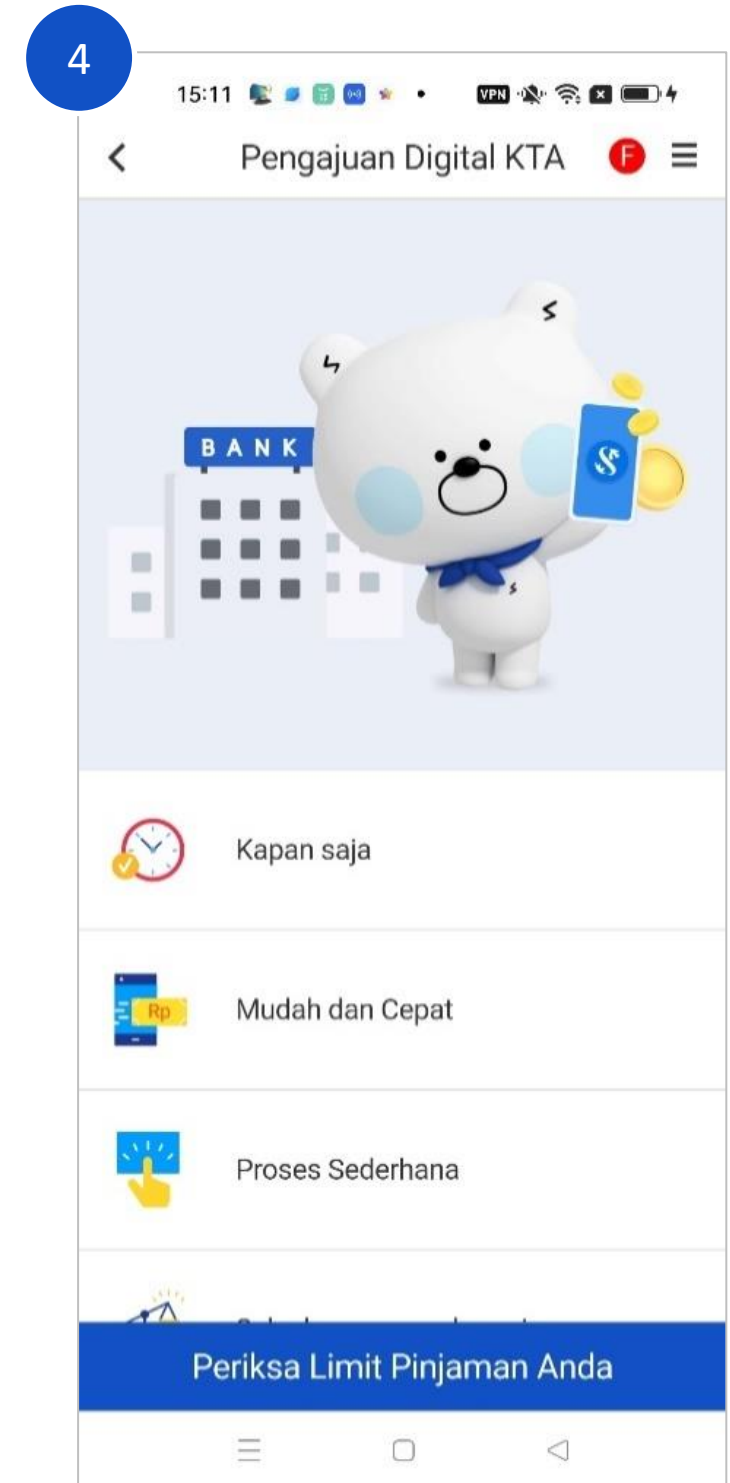 4
15:11
VPN
Pengajuan Digital KTA
F
BANK
Kapan saja
Rp
Mudah dan Cepat
Proses Sederhana
Periksa Limit Pinjaman Anda